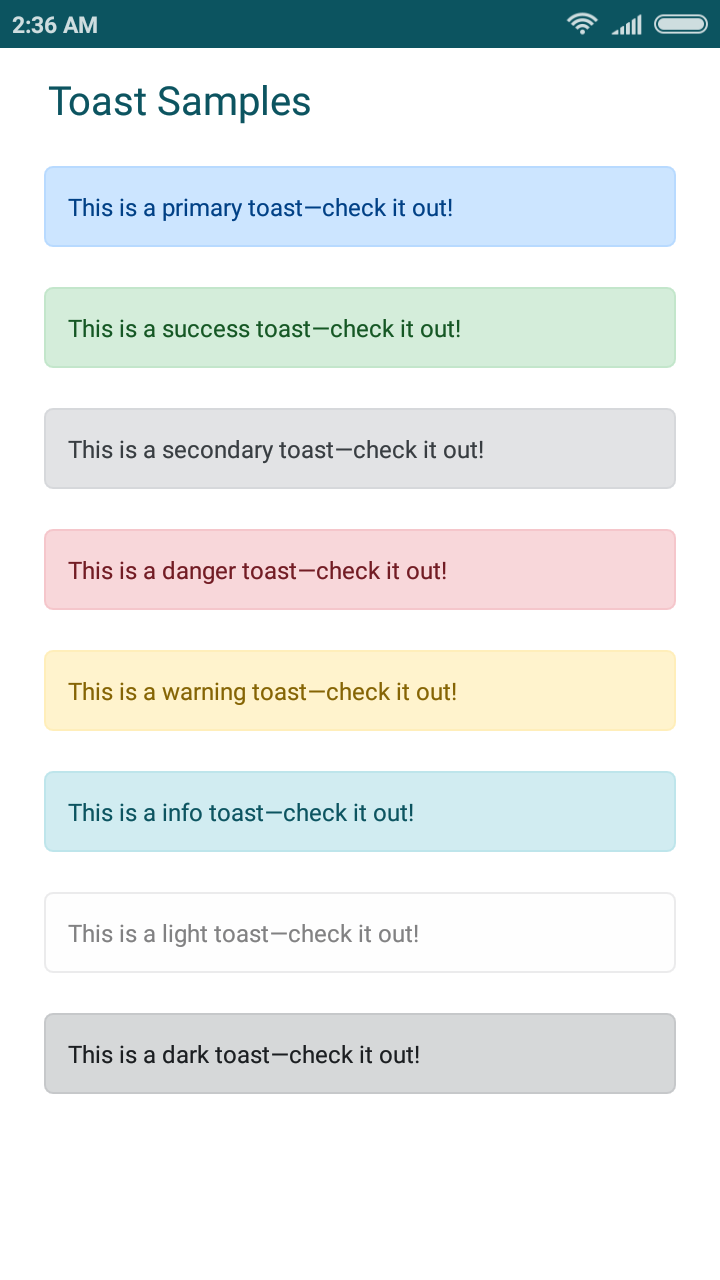 2:36 AM
Toast Samples
This is a primary toast—check it out!
This is a success toast—check it out!
This is a secondary toast—check it out!
This is a danger toast—check it out!
This is a warning toast—check it out!
This is a info toast—check it out!
This is a light toast—check it out!
This is a dark toast—check it out!